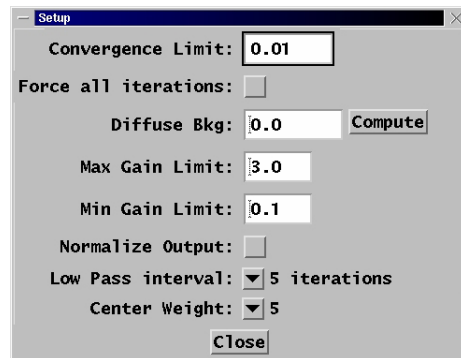 Setup
Convergence Limit: 0.01
Force all iterations:
Diffuse Bkg: 0.0 Compute
Max Gain Limit: 3.0
Min Gain Limit: 0.1
Normalize Output:
Low Pass interval: 5 iterations
Center Weight: 5
Close